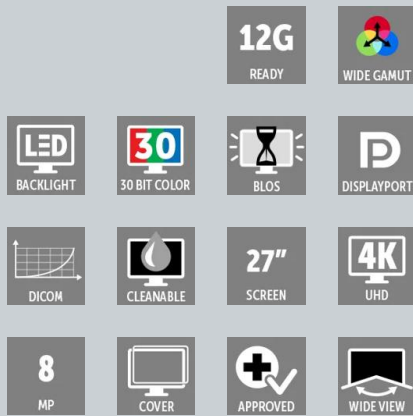 12G
READY
WIDE GAMUT
LED
BACKLIGHT
30
30 BIT COLOR
BLOS
DISPLAYPORT
DICOM
CLEANABLE
27"
SCREEN
4K
UHD
8
MP
COVER
APPROVED
WIDE VIEW